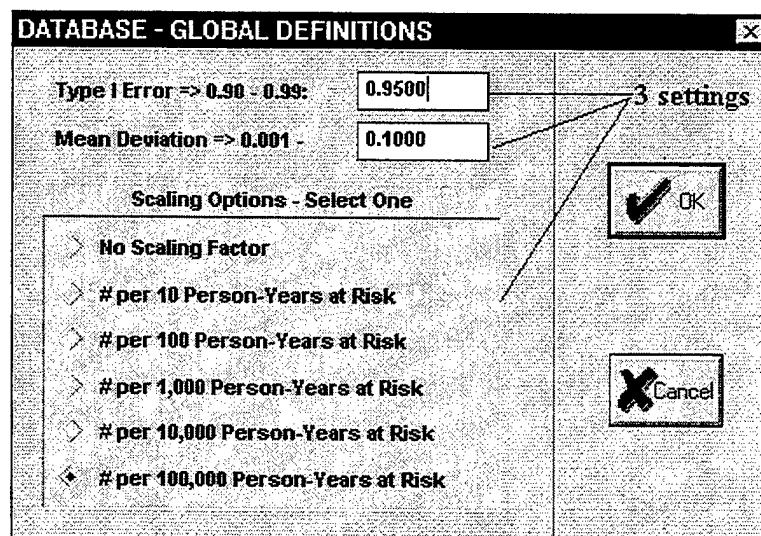 DATABASE - GLOBAL DEFINITIONS
Type I Error => 0.90 - 0.99: 0.9500
3 settings
Mean Deviation => 0.001 - 0.1000
Scaling Options - Select One
OK
No Scaling Factor
# per 10 Person-Years at Risk
# per 100 Person-Years at Risk
# per 1,000 Person-Years at Risk
Cancel
# per 10,000 Person-Years at Risk
# per 100,000 Person-Years at Risk